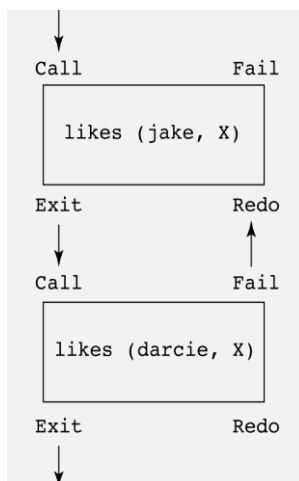 Call Fail
likes (jake, X)
Exit Redo
Call Fail
likes (darcie, X)
Exit Redo